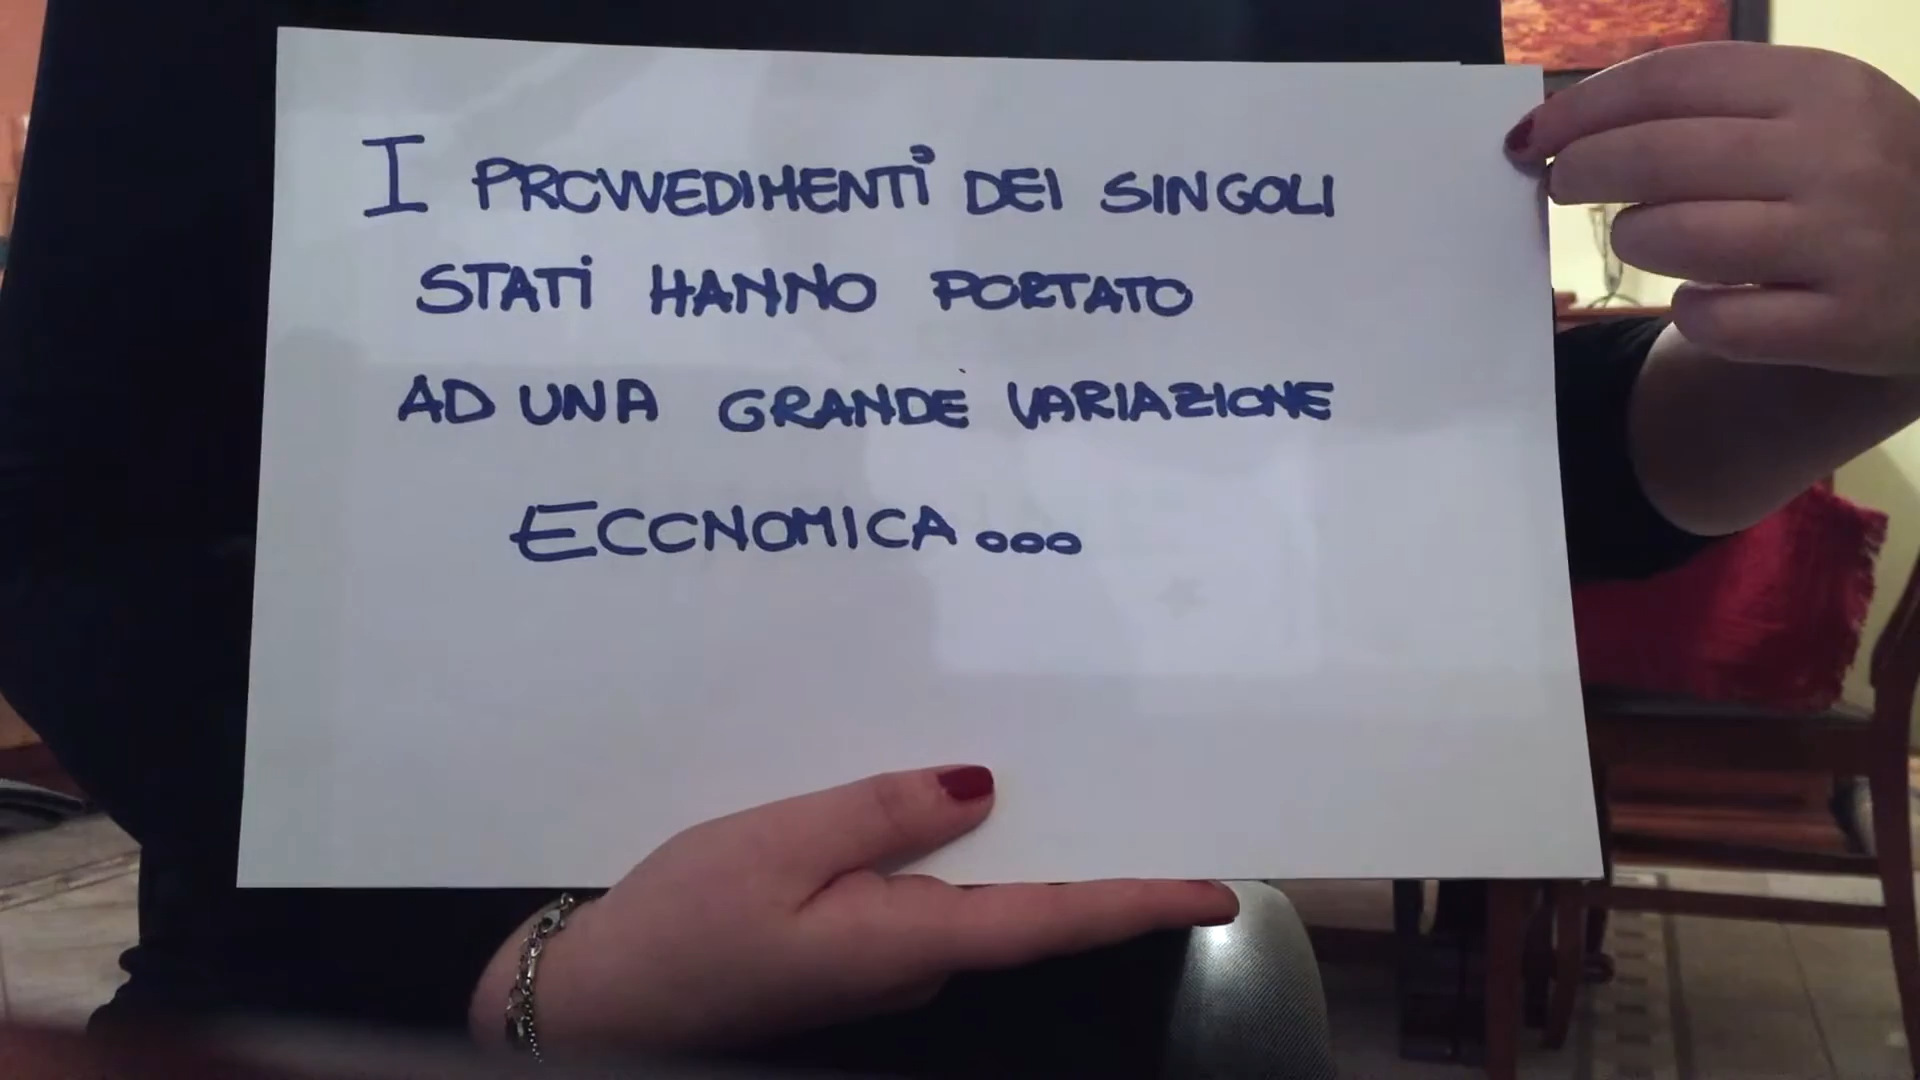 I PROVVEDIMENTI DEI SINGOLI
STATI HANNO PORTATO
AD UNA GRANDE VARIAZIONE
ECONOMICA...